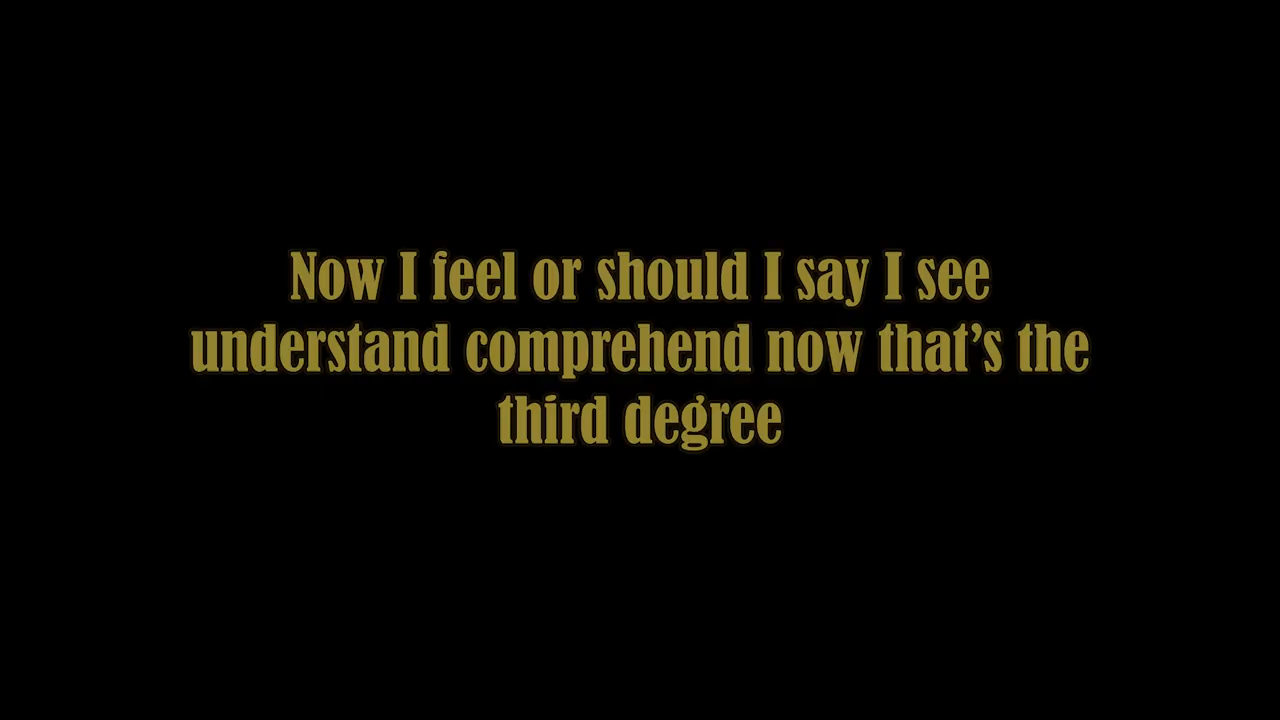 Now I feel or should I say I see
understand comprehend now that’s the
third degree